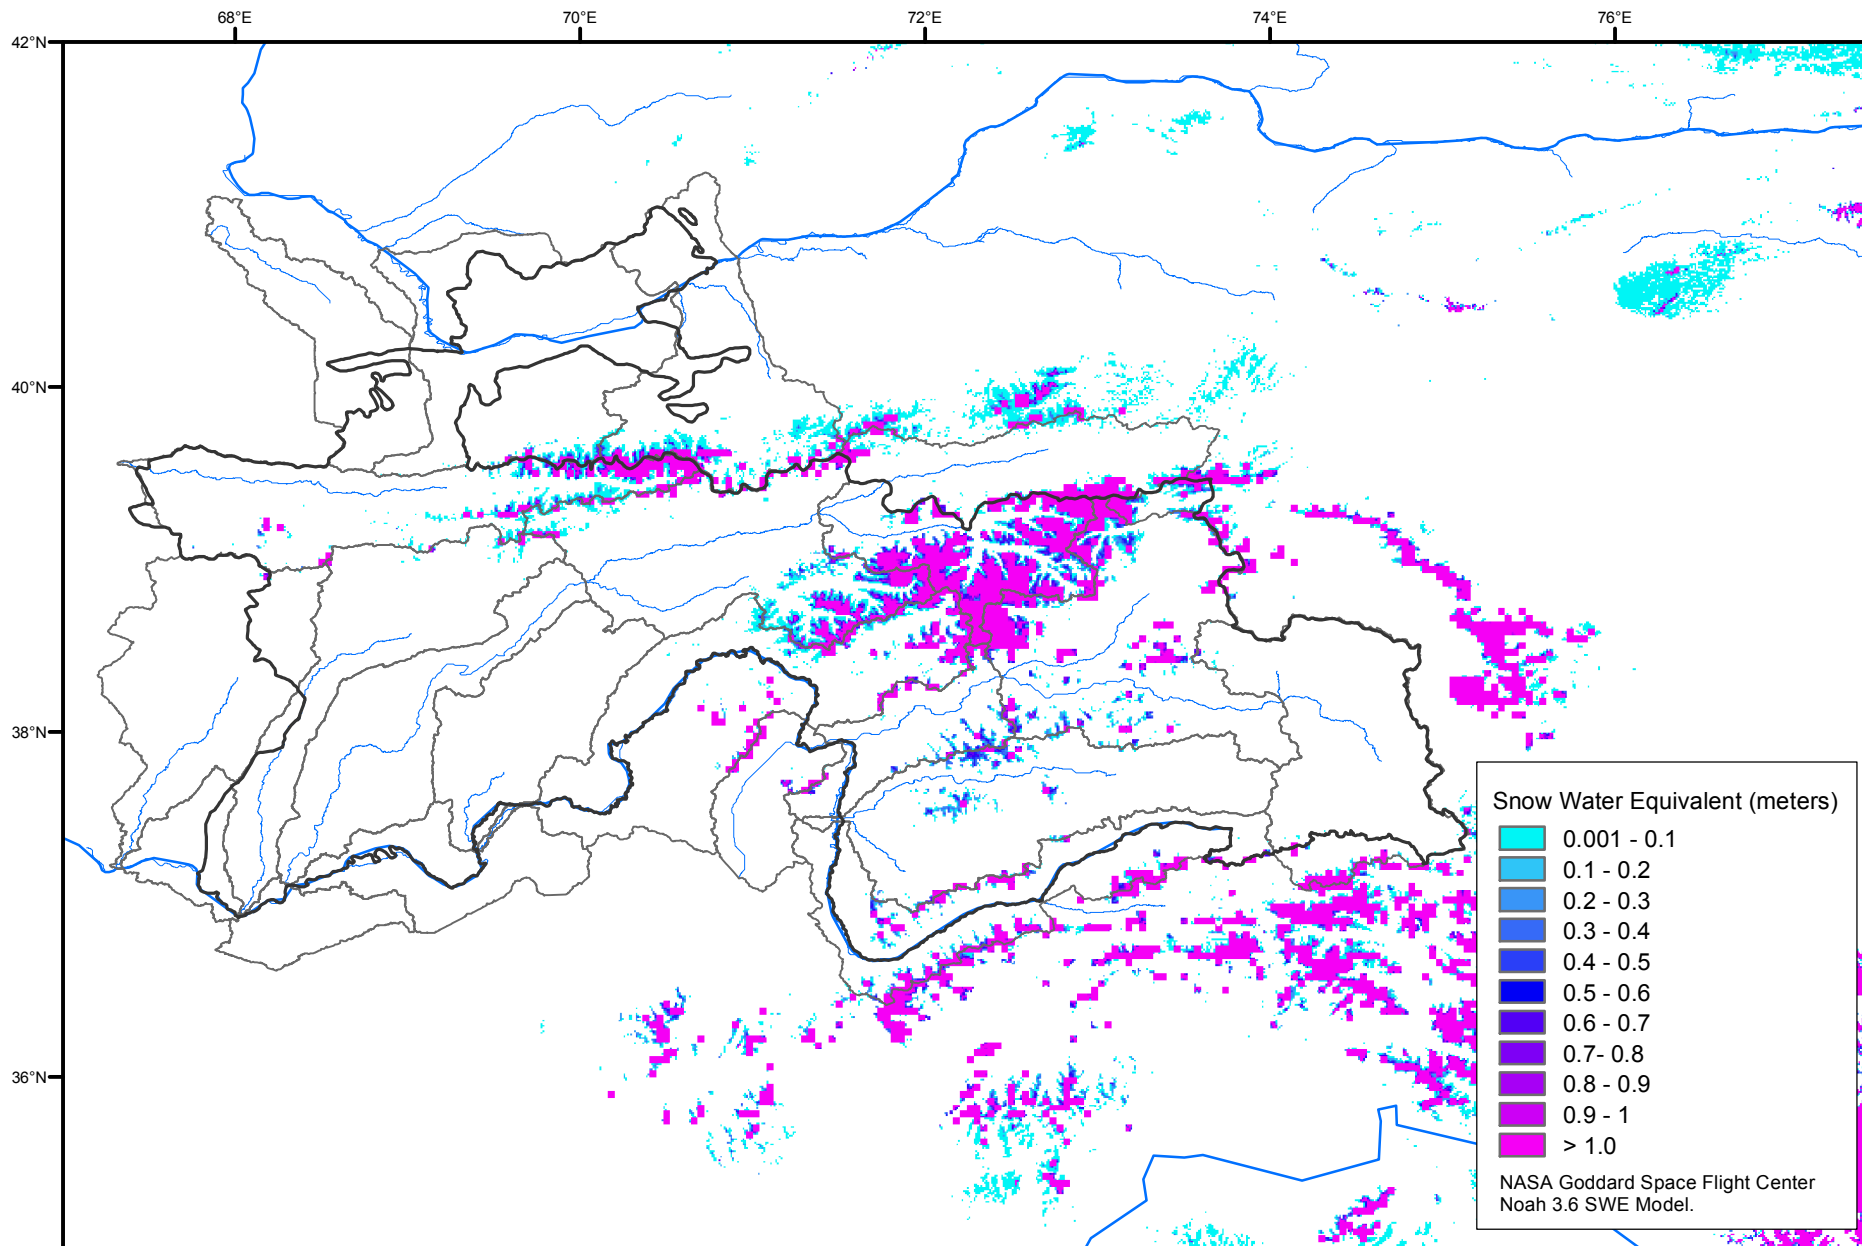 68°E 70°E 72°E 74°E 76°E
42°N
40°N
38°N
36°N
Snow Water Equivalent (meters)
0.001 - 0.1
0.1 - 0.2
0.2 - 0.3
0.3 - 0.4
0.4 - 0.5
0.5 - 0.6
0.6 - 0.7
0.7- 0.8
0.8 - 0.9
0.9 - 1
> 1.0
NASA Goddard Space Flight Center
Noah 3.6 SWE Model.